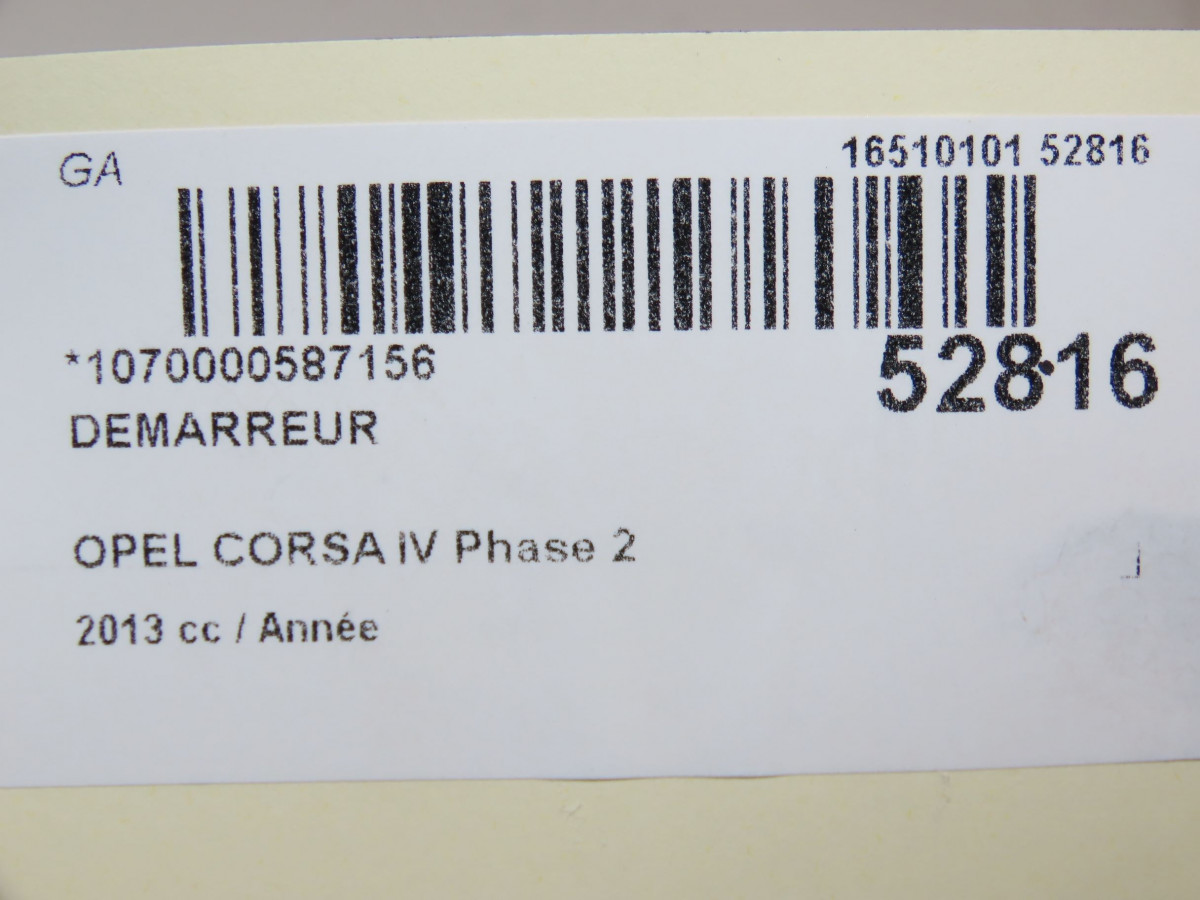 GA
16510101 52816
*1070000587156
52816
DEMARREUR
OPEL CORSA IV Phase 2
2013 cc / Année